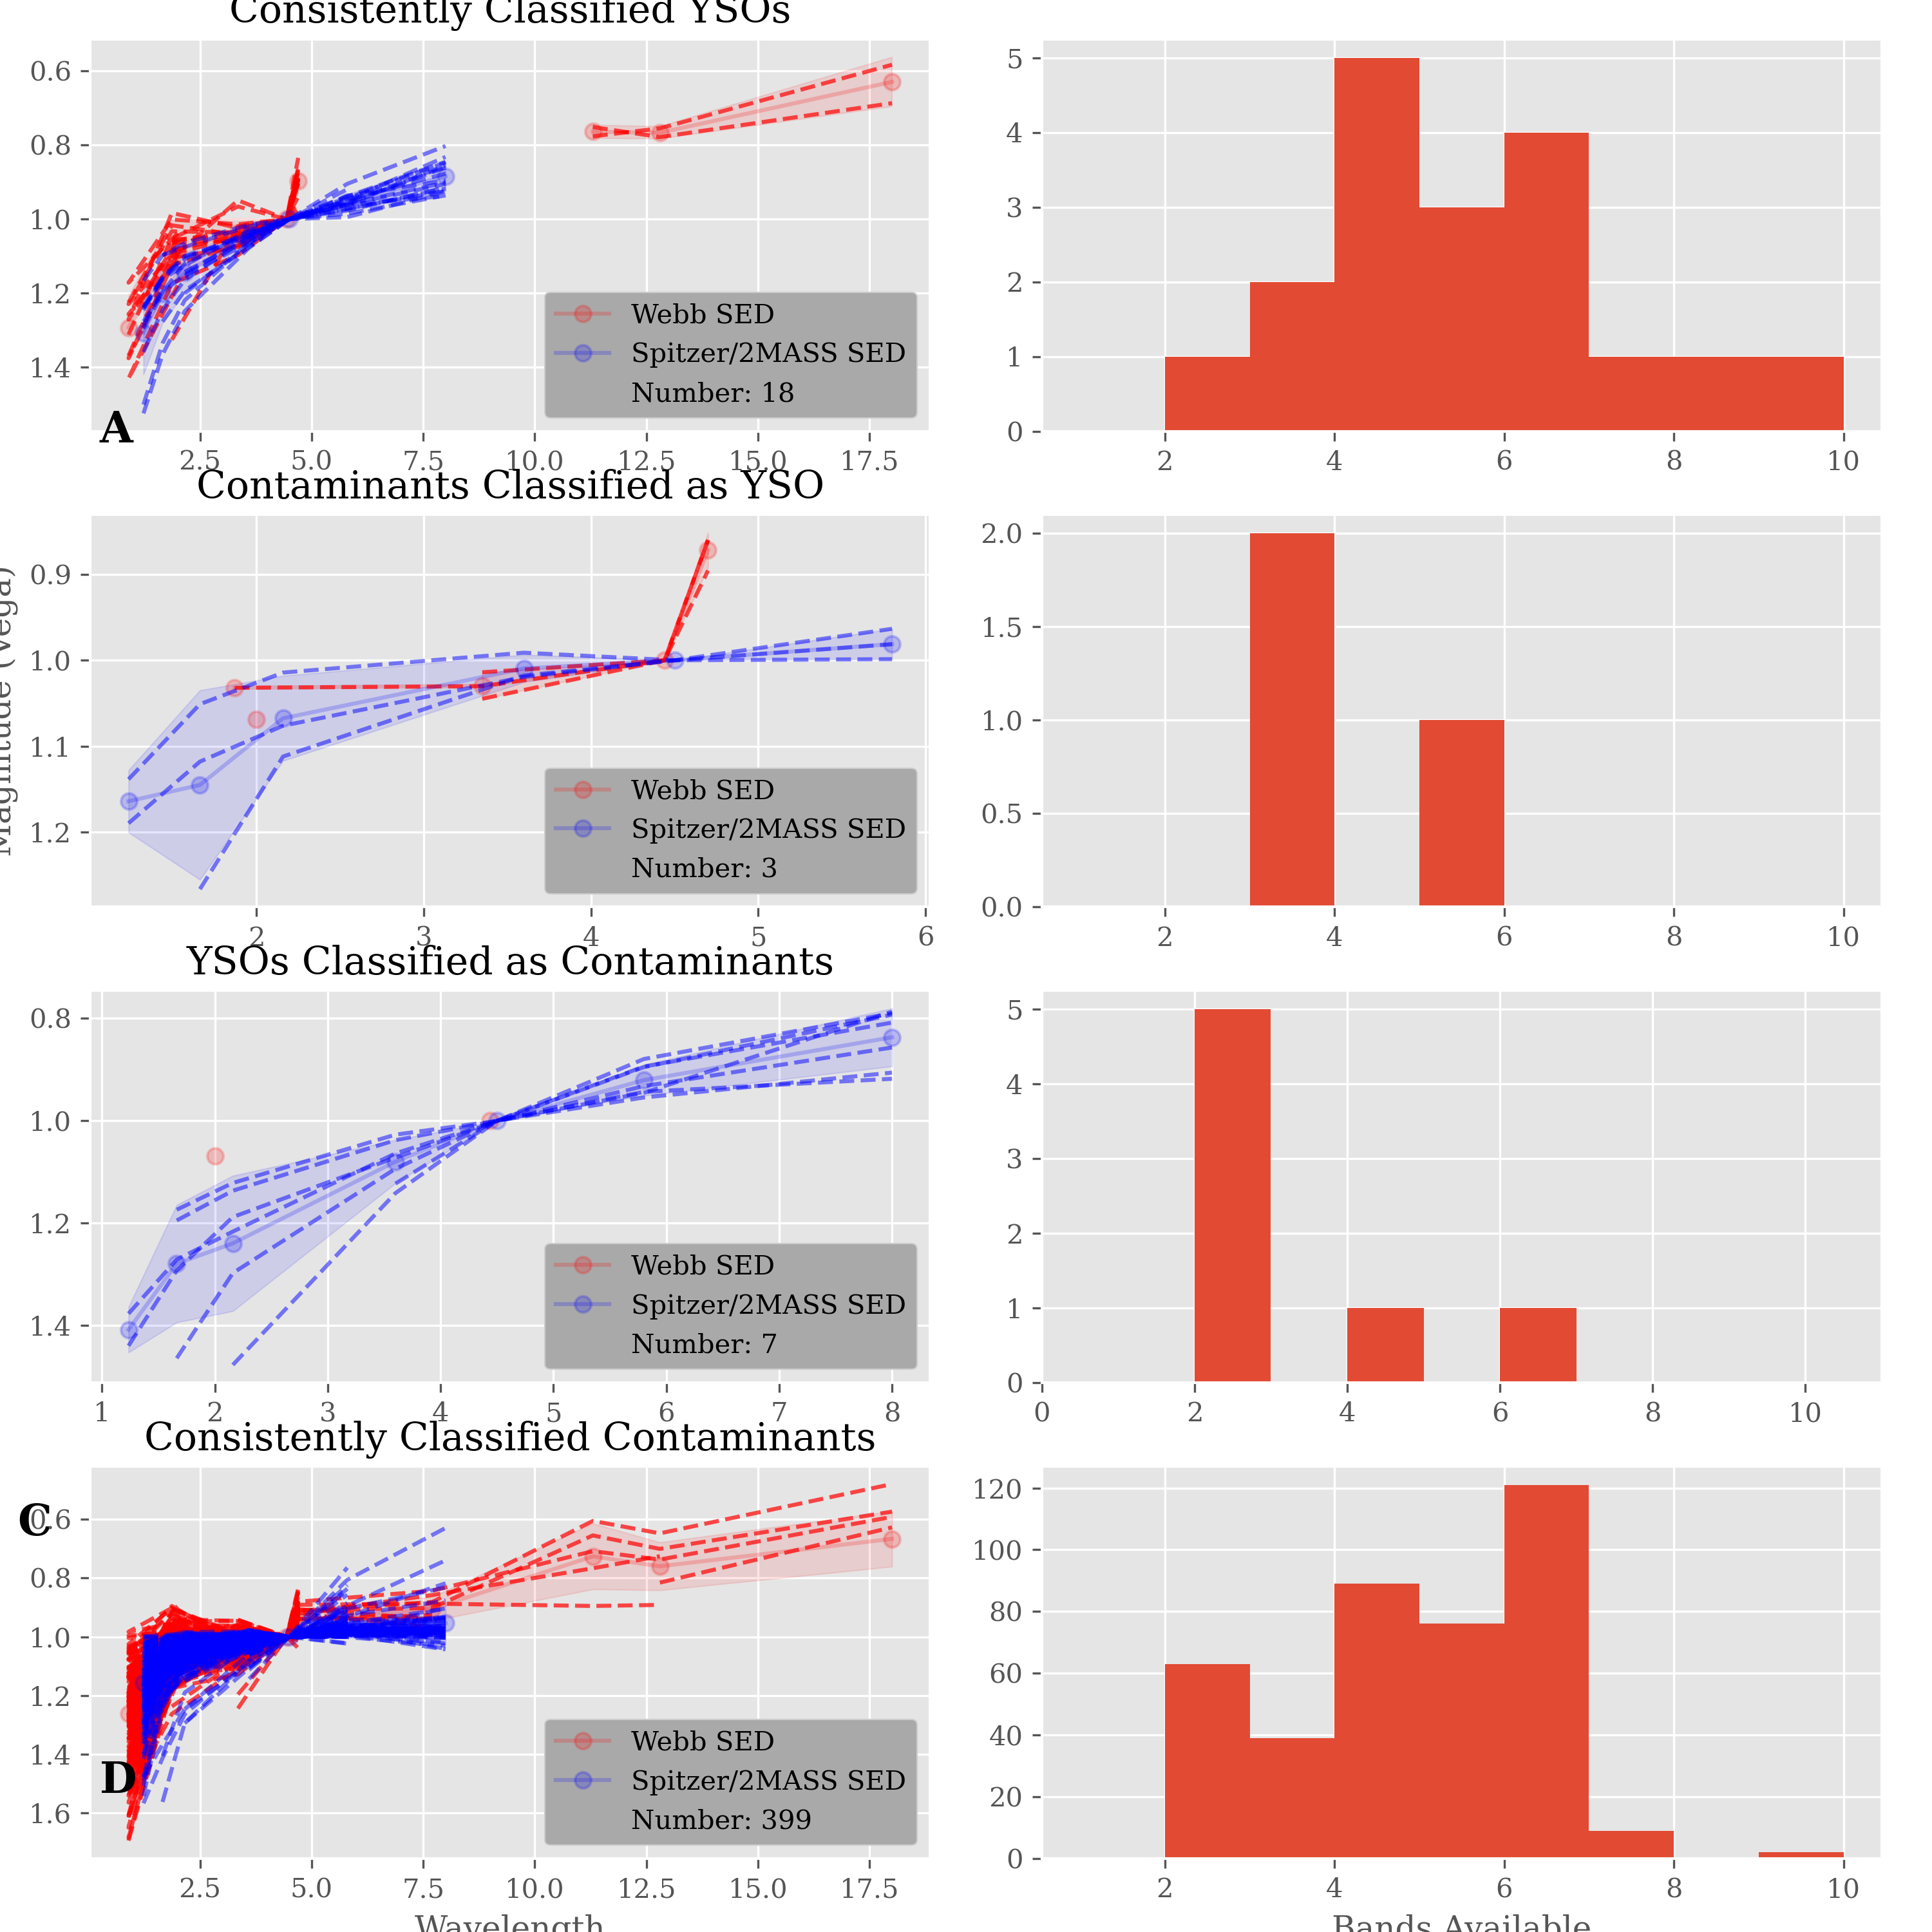 Consistently Classified YSOs
0.6
0.8
1.0
1.2
1.4
A
Webb SED
Spitzer/2MASS SED
Number: 18
2.5 5.0 7.5 10.0 12.5 15.0 17.5
5
4
3
2
1
0
2 4 6 8 10
Contaminants Classified as YSO
Magnitude (Vega)
0.9
1.0
1.1
1.2
Webb SED
Spitzer/2MASS SED
Number: 3
2 3 4 5 6
2.0
1.5
1.0
0.5
0.0
2 4 6 8 10
YSOs Classified as Contaminants
0.8
1.0
1.2
1.4
Webb SED
Spitzer/2MASS SED
Number: 7
1 2 3 4 5 6 7 8
5
4
3
2
1
0
0 2 4 6 8 10
Consistently Classified Contaminants
C
0.6
0.8
1.0
1.2
1.4
1.6
D
Webb SED
Spitzer/2MASS SED
Number: 399
2.5 5.0 7.5 10.0 12.5 15.0 17.5
Wavelength
120
100
80
60
40
20
0
2 4 6 8 10
Bands Available